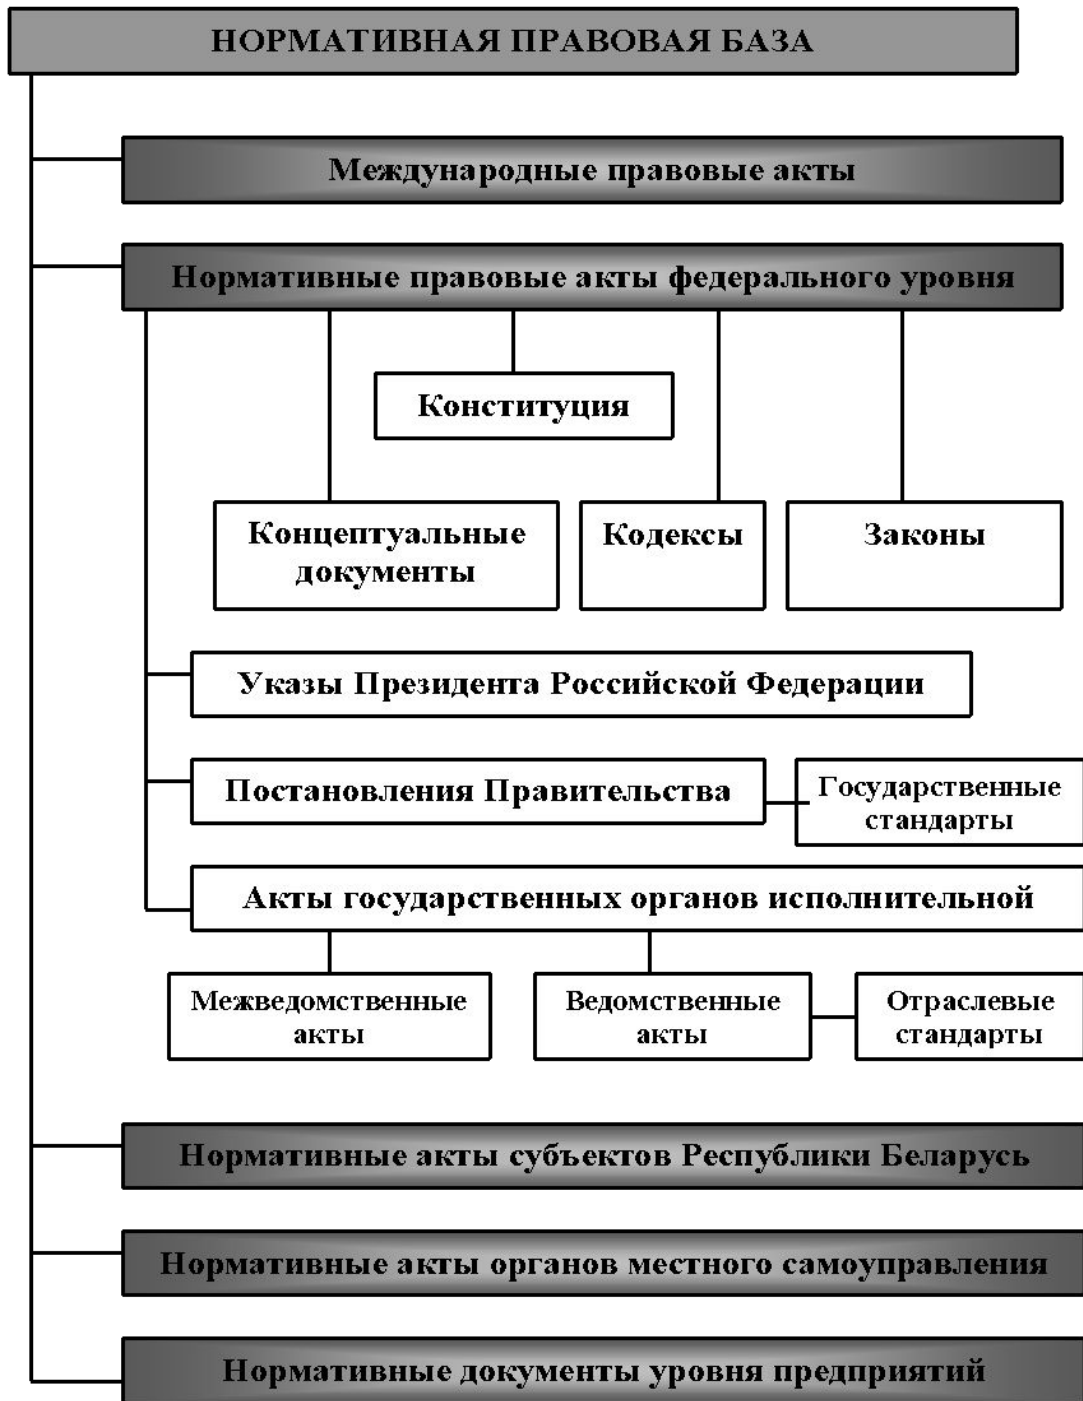 НОРМАТИВНАЯ ПРАВОВАЯ БАЗА
Международные правовые акты
Нормативные правовые акты федерального уровня
Конституция
Концептуальные
документы
Кодексы
Законы
Указы Президента Российской Федерации
Постановления Правительства
Государственные
стандарты
Акты государственных органов исполнительной
Межведомственные
акты
Ведомственные
акты
Отраслевые
стандарты
Нормативные акты субъектов Республики Беларусь
Нормативные акты органов местного самоуправления
Нормативные документы уровня предприятий